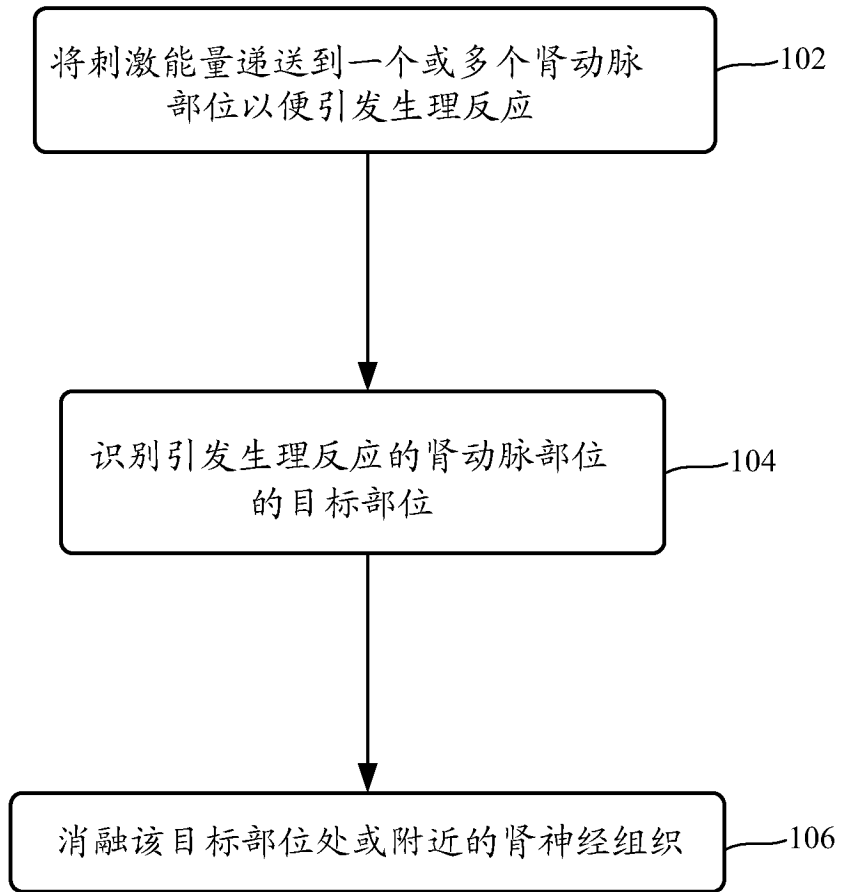 将刺激能量递送到一个或多个肾动脉
部位以便引发生理反应
102
识别引发生理反应的肾动脉部位
的目标部位
104
消融该目标部位处或附近的肾神经组织
106